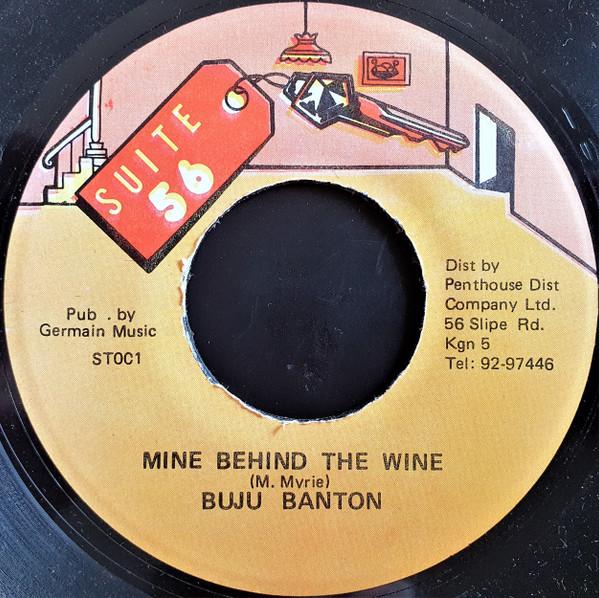 SUITE
56
Pub . by
Germain Music
ST0C1
Dist by
Penthouse Dist
Company Ltd.
56 Slipe Rd.
Kgn 5
Tel: 92-97446
MINE BEHIND THE WINE
(M. Myrie)
BUJU BANTON